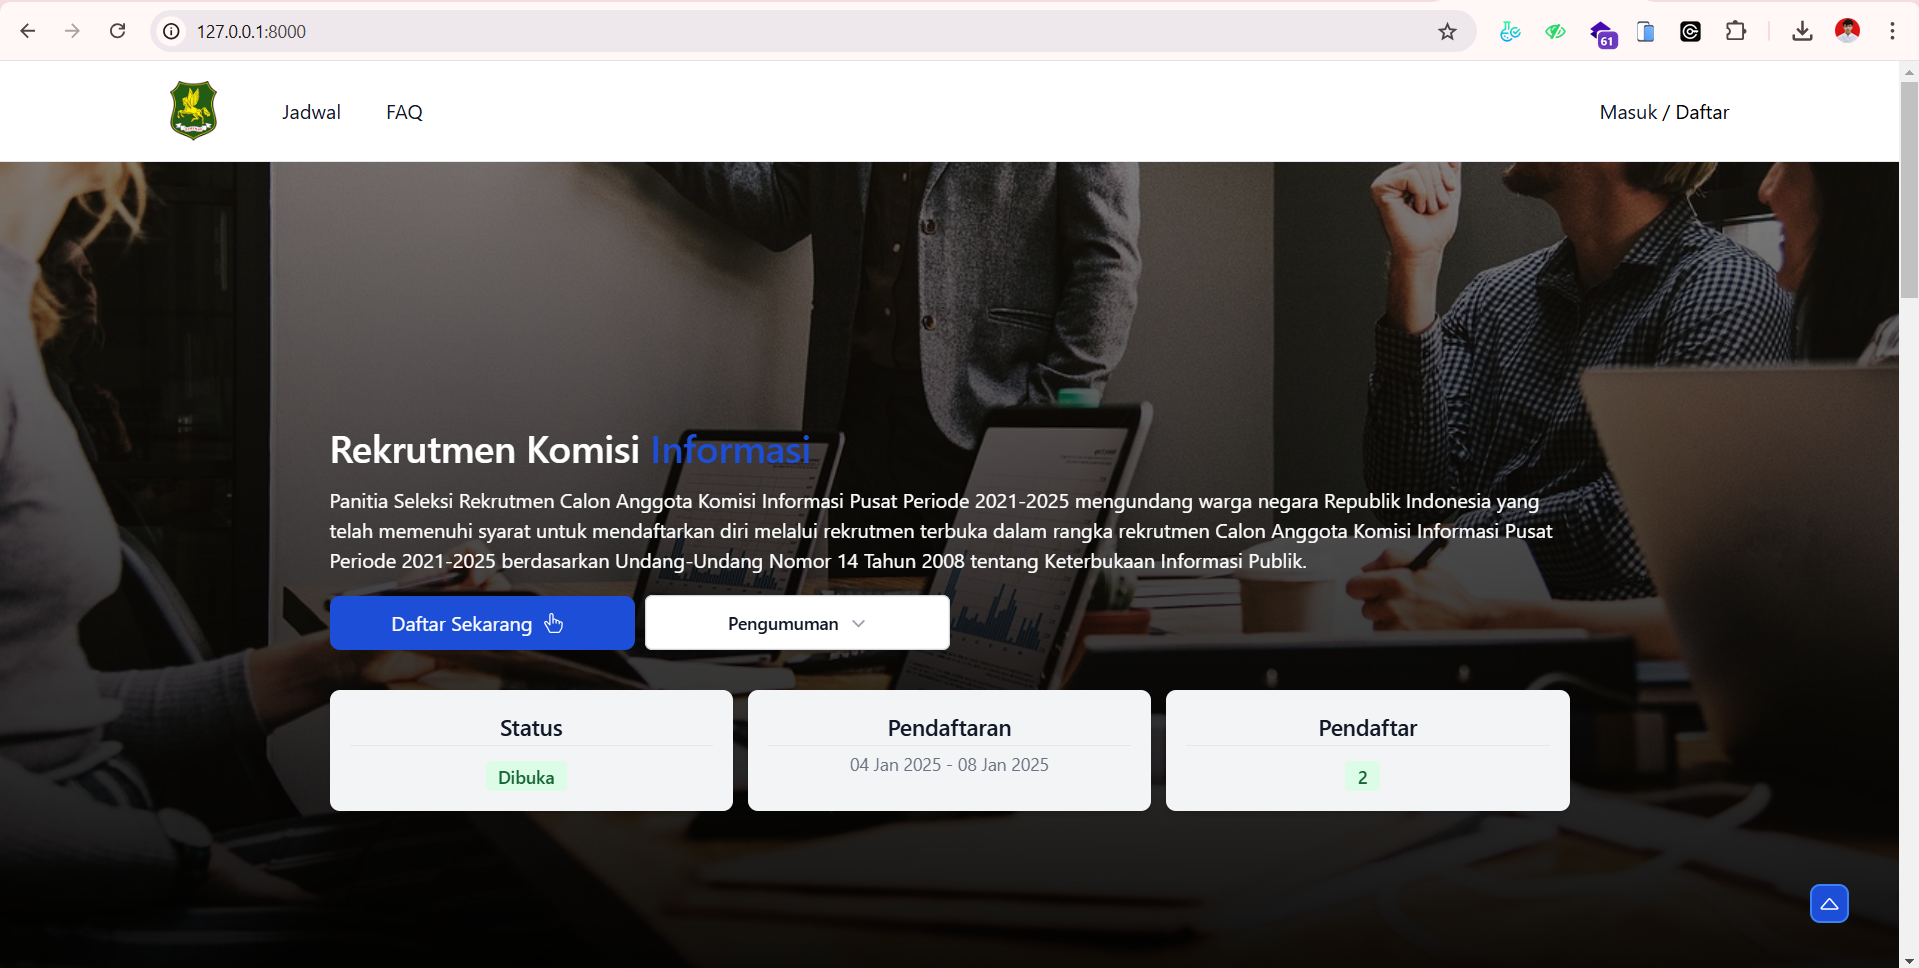 127.0.0.1:8000
61
Jadwal
FAQ
Masuk / Daftar
Rekrutmen Komisi Informasi
Panitia Seleksi Rekrutmen Calon Anggota Komisi Informasi Pusat Periode 2021-2025 mengundang warga negara Republik Indonesia yang
telah memenuhi syarat untuk mendaftarkan diri melalui rekrutmen terbuka dalam rangka rekrutmen Calon Anggota Komisi Informasi Pusat
Periode 2021-2025 berdasarkan Undang-Undang Nomor 14 Tahun 2008 tentang Keterbukaan Informasi Publik.
Daftar Sekarang
Pengumuman
Status
Dibuka
Pendaftaran
04 Jan 2025 - 08 Jan 2025
Pendaftar
2